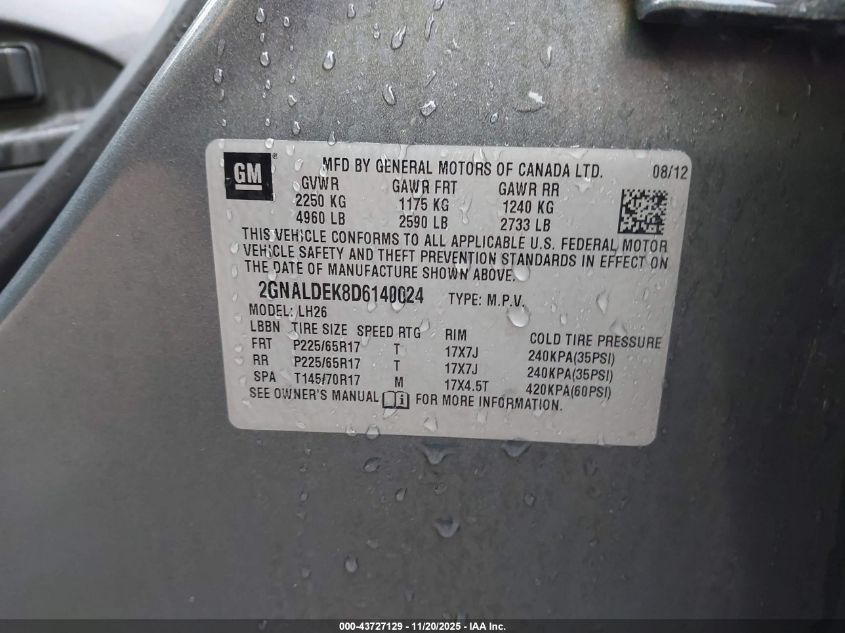 GM ® MFD BY GENERAL MOTORS OF CANADA LTD. 08/12
GVWR GAWR FRT GAWR RR
2250 KG 1175 KG 1240 KG
4960 LB 2590 LB 2733 LB
THIS VEHICLE CONFORMS TO ALL APPLICABLE U.S. FEDERAL MOTOR
VEHICLE SAFETY AND THEFT PREVENTION STANDARDS IN EFFECT ON
THE DATE OF MANUFACTURE SHOWN ABOVE.
2GNALDEK8D6140024 TYPE: M.P.V.
MODEL: LH26
LBBN TIRE SIZE SPEED RTG RIM COLD TIRE PRESSURE
FRT P225/65R17 T 17X7J 240KPA(35PSI)
RR P225/65R17 T 17X7J 240KPA(35PSI)
SPA T145/70R17 M 17X4.5T 420KPA(60PSI)
SEE OWNER'S MANUAL FOR MORE INFORMATION.
000-43727129 - 11/20/2025 - IAA Inc.